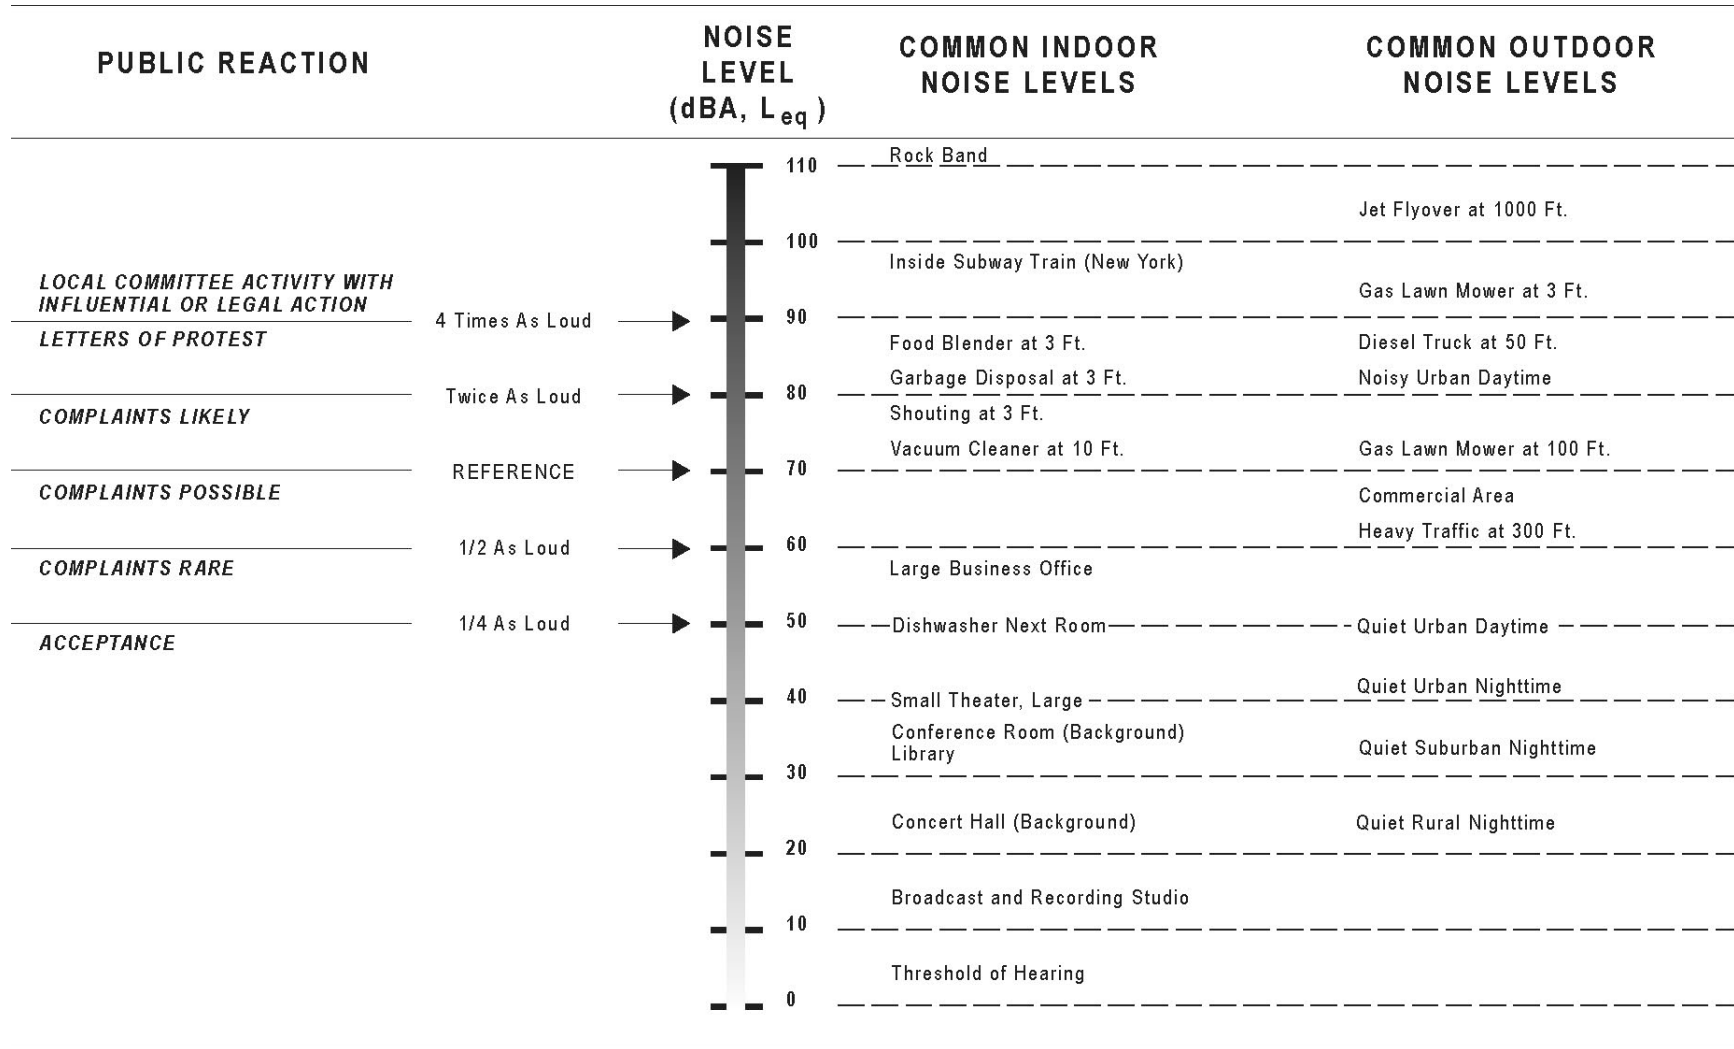 PUBLIC REACTION
NOISE
LEVEL
(dBA, Leq )
COMMON INDOOR
NOISE LEVELS
COMMON OUTDOOR
NOISE LEVELS
110
Rock Band
Jet Flyover at 1000 Ft.
100
Inside Subway Train (New York)
LOCAL COMMITTEE ACTIVITY WITH
INFLUENTIAL OR LEGAL ACTION
Gas Lawn Mower at 3 Ft.
4 Times As Loud
90
LETTERS OF PROTEST
Food Blender at 3 Ft.
Diesel Truck at 50 Ft.
Garbage Disposal at 3 Ft.
Noisy Urban Daytime
Twice As Loud
80
COMPLAINTS LIKELY
Shouting at 3 Ft.
Vacuum Cleaner at 10 Ft.
Gas Lawn Mower at 100 Ft.
REFERENCE
70
COMPLAINTS POSSIBLE
Commercial Area
Heavy Traffic at 300 Ft.
1/2 As Loud
60
COMPLAINTS RARE
Large Business Office
1/4 As Loud
50
Dishwasher Next Room
Quiet Urban Daytime
ACCEPTANCE
Quiet Urban Nighttime
40
Small Theater, Large
Conference Room (Background)
Library
Quiet Suburban Nighttime
30
Concert Hall (Background)
Quiet Rural Nighttime
20
Broadcast and Recording Studio
10
Threshold of Hearing
0